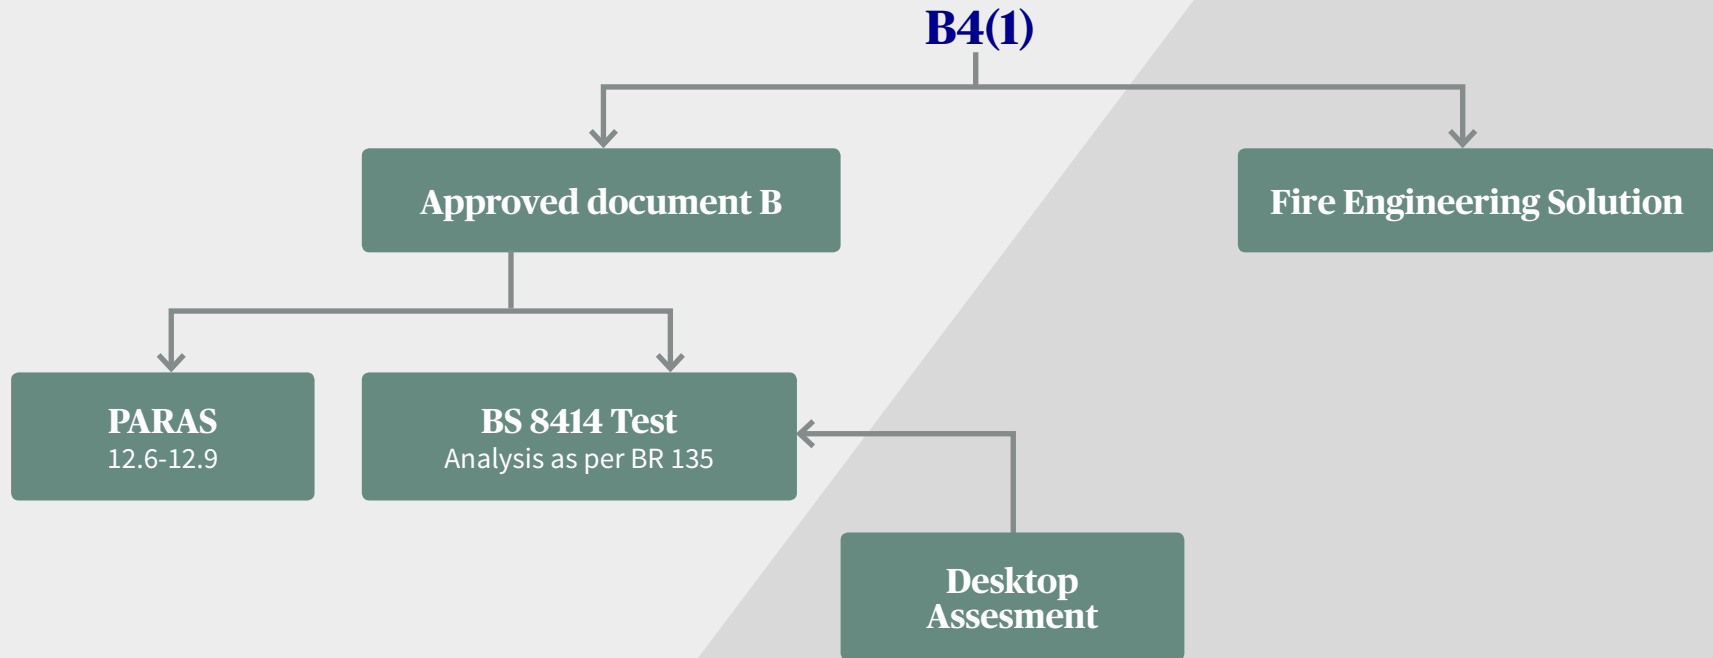 B4(1)
Approved document B
Fire Engineering Solution
PARAS
12.6-12.9
BS 8414 Test
Analysis as per BR 135
Desktop
Assesment